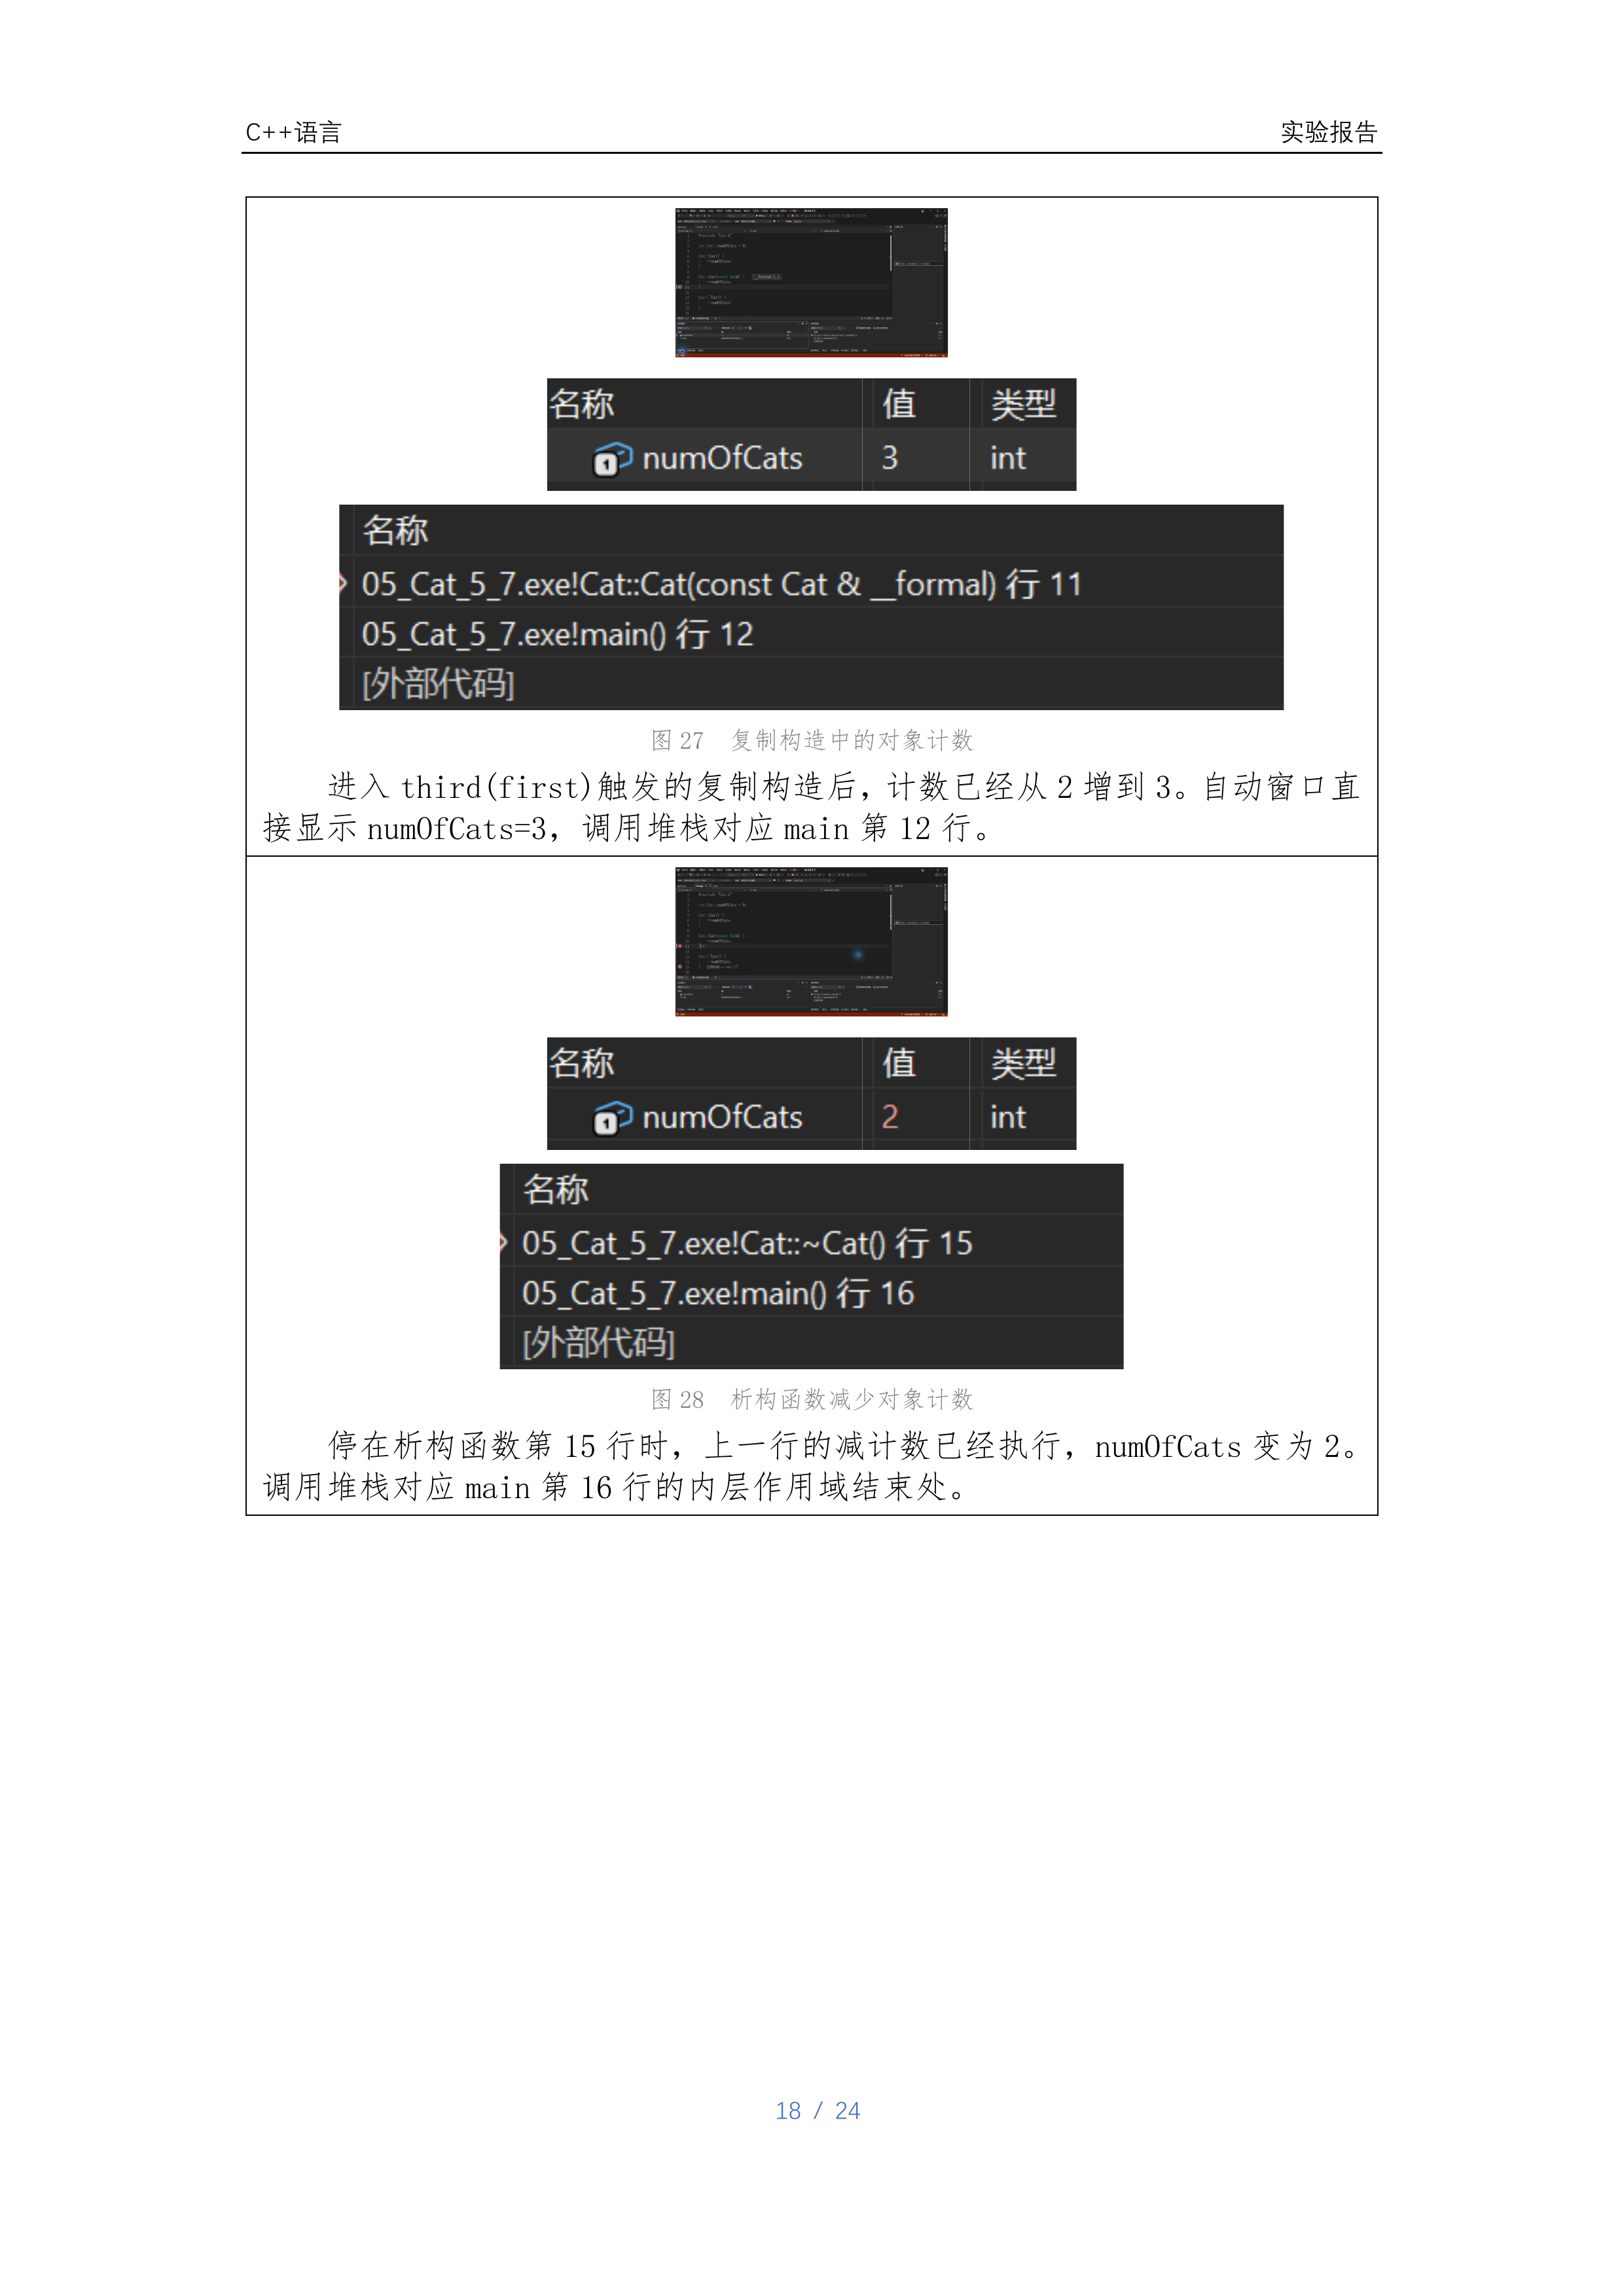 C++语言 实验报告
名称 值 类型
numOfCats 3 int
名称
05_Cat_5_7.exe!Cat::Cat(const Cat & __formal) 行 11
05_Cat_5_7.exe!main() 行 12
[外部代码]
图 27 复制构造中的对象计数
进入 third(first)触发的复制构造后，计数已经从 2 增到 3。自动窗口直
接显示 numOfCats=3，调用堆栈对应 main 第 12 行。
名称 值 类型
numOfCats 2 int
名称
05_Cat_5_7.exe!Cat::~Cat() 行 15
05_Cat_5_7.exe!main() 行 16
[外部代码]
图 28 析构函数减少对象计数
停在析构函数第 15 行时，上一行的减计数已经执行，numOfCats 变为 2。
调用堆栈对应 main 第 16 行的内层作用域结束处。
18 / 24